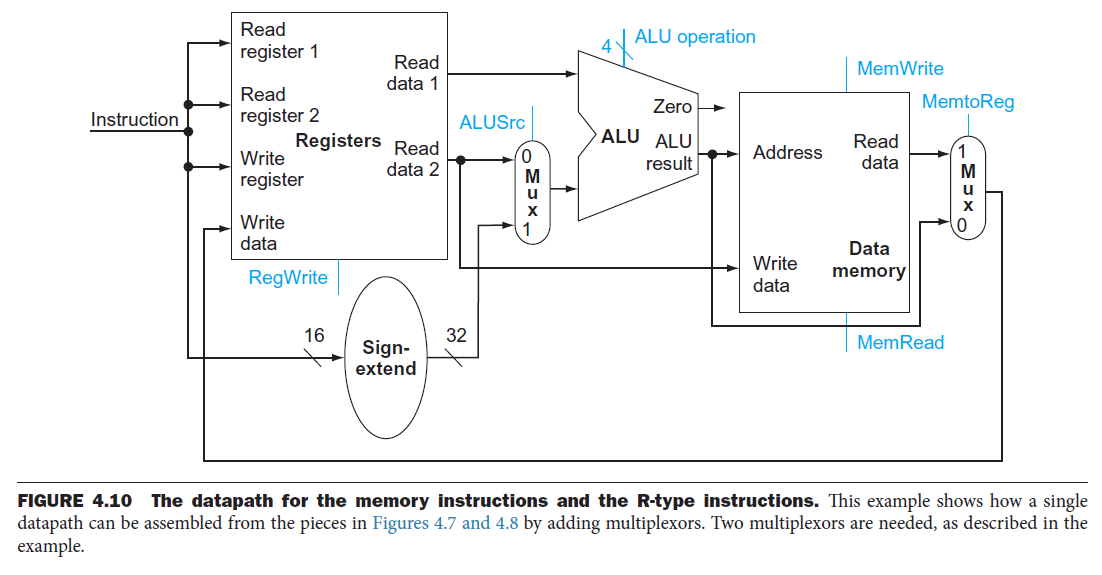 Instruction
Read
register 1
Read
register 2
Registers
Write
register
Write
data
Read
data 1
Read
data 2
RegWrite
16
Sign-
extend
32
ALUSrc
0
M
u
x
1
4
ALU operation
Zero
ALU
ALU
result
MemWrite
Address
Read
data
Write
data
Data
memory
MemRead
MemtoReg
1
M
u
x
0
FIGURE 4.10 The datapath for the memory instructions and the R-type instructions. This example shows how a single
datapath can be assembled from the pieces in Figures 4.7 and 4.8 by adding multiplexors. Two multiplexors are needed, as described in the
example.